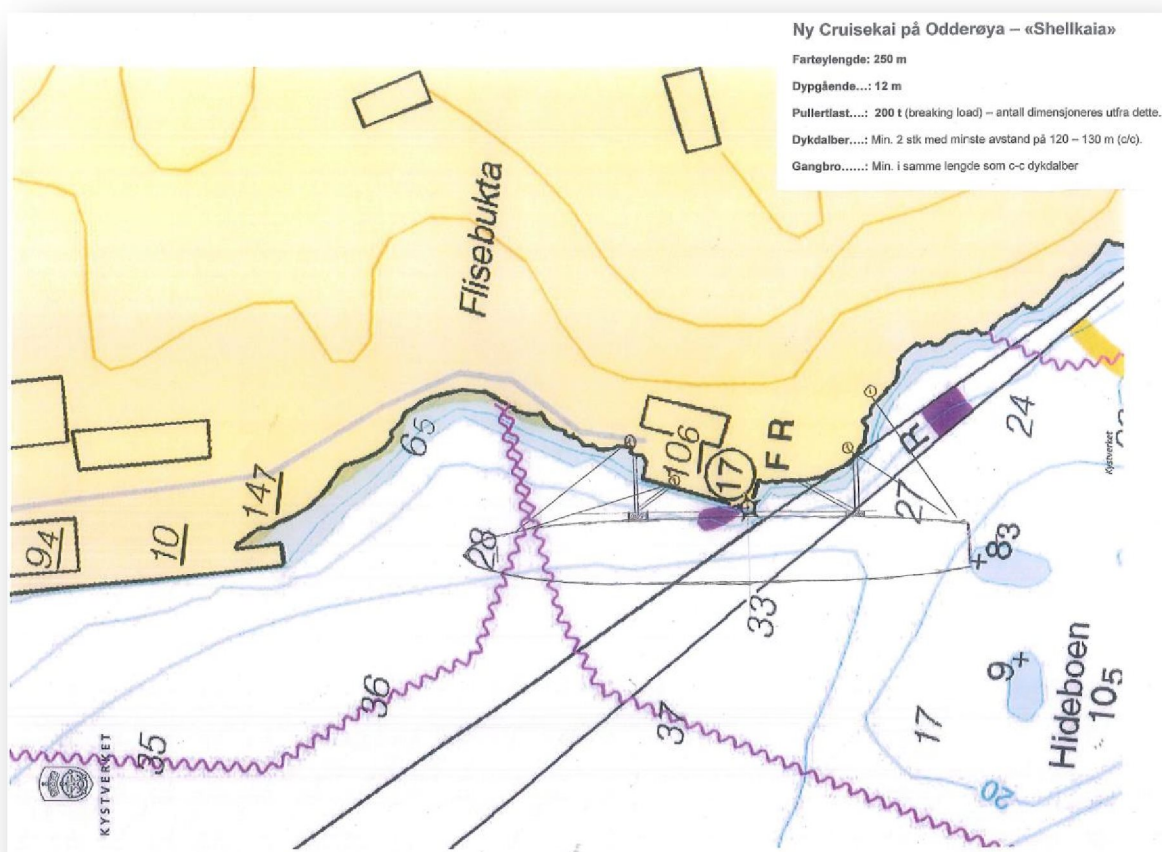 Ny Cruisekai på Odderøya – «Shellkaia»
Fartøylengde: 250 m
Dypgående...: 12 m
Pullertlast....: 200 t (breaking load) – antall dimensjoneres utfra dette.
Dykdalber....: Min. 2 stk med minste avstand på 120 – 130 m (c/c).
Gangbro......: Min. i samme lengde som c-c dykdalber
Flisebukta
6₅
14₇
9₄
10
10₆
17
F R
R
24
27
28
8₃
33
9
36
35
37
17
Hideboen
10₅
20
KYSTVERKET
Kystverket